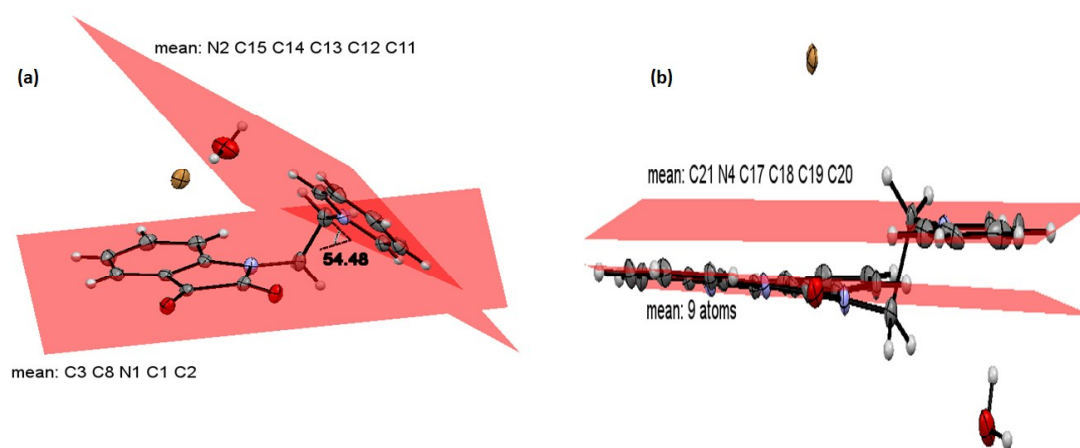 mean: N2 C15 C14 C13 C12 C11
(a)
54.48
mean: C3 C8 N1 C1 C2
(b)
mean: C21 N4 C17 C18 C19 C20
mean: 9 atoms